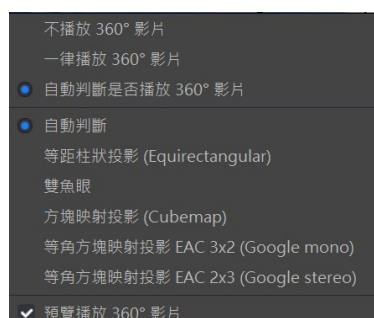 不播放 360° 影片
一律播放 360° 影片
自動判斷是否播放 360° 影片
自動判斷
等距柱狀投影 (Equirectangular)
雙魚眼
方塊映射投影 (Cubemap)
等角方塊映射投影 EAC 3x2 (Google mono)
等角方塊映射投影 EAC 2x3 (Google stereo)
預覽播放 360° 影片